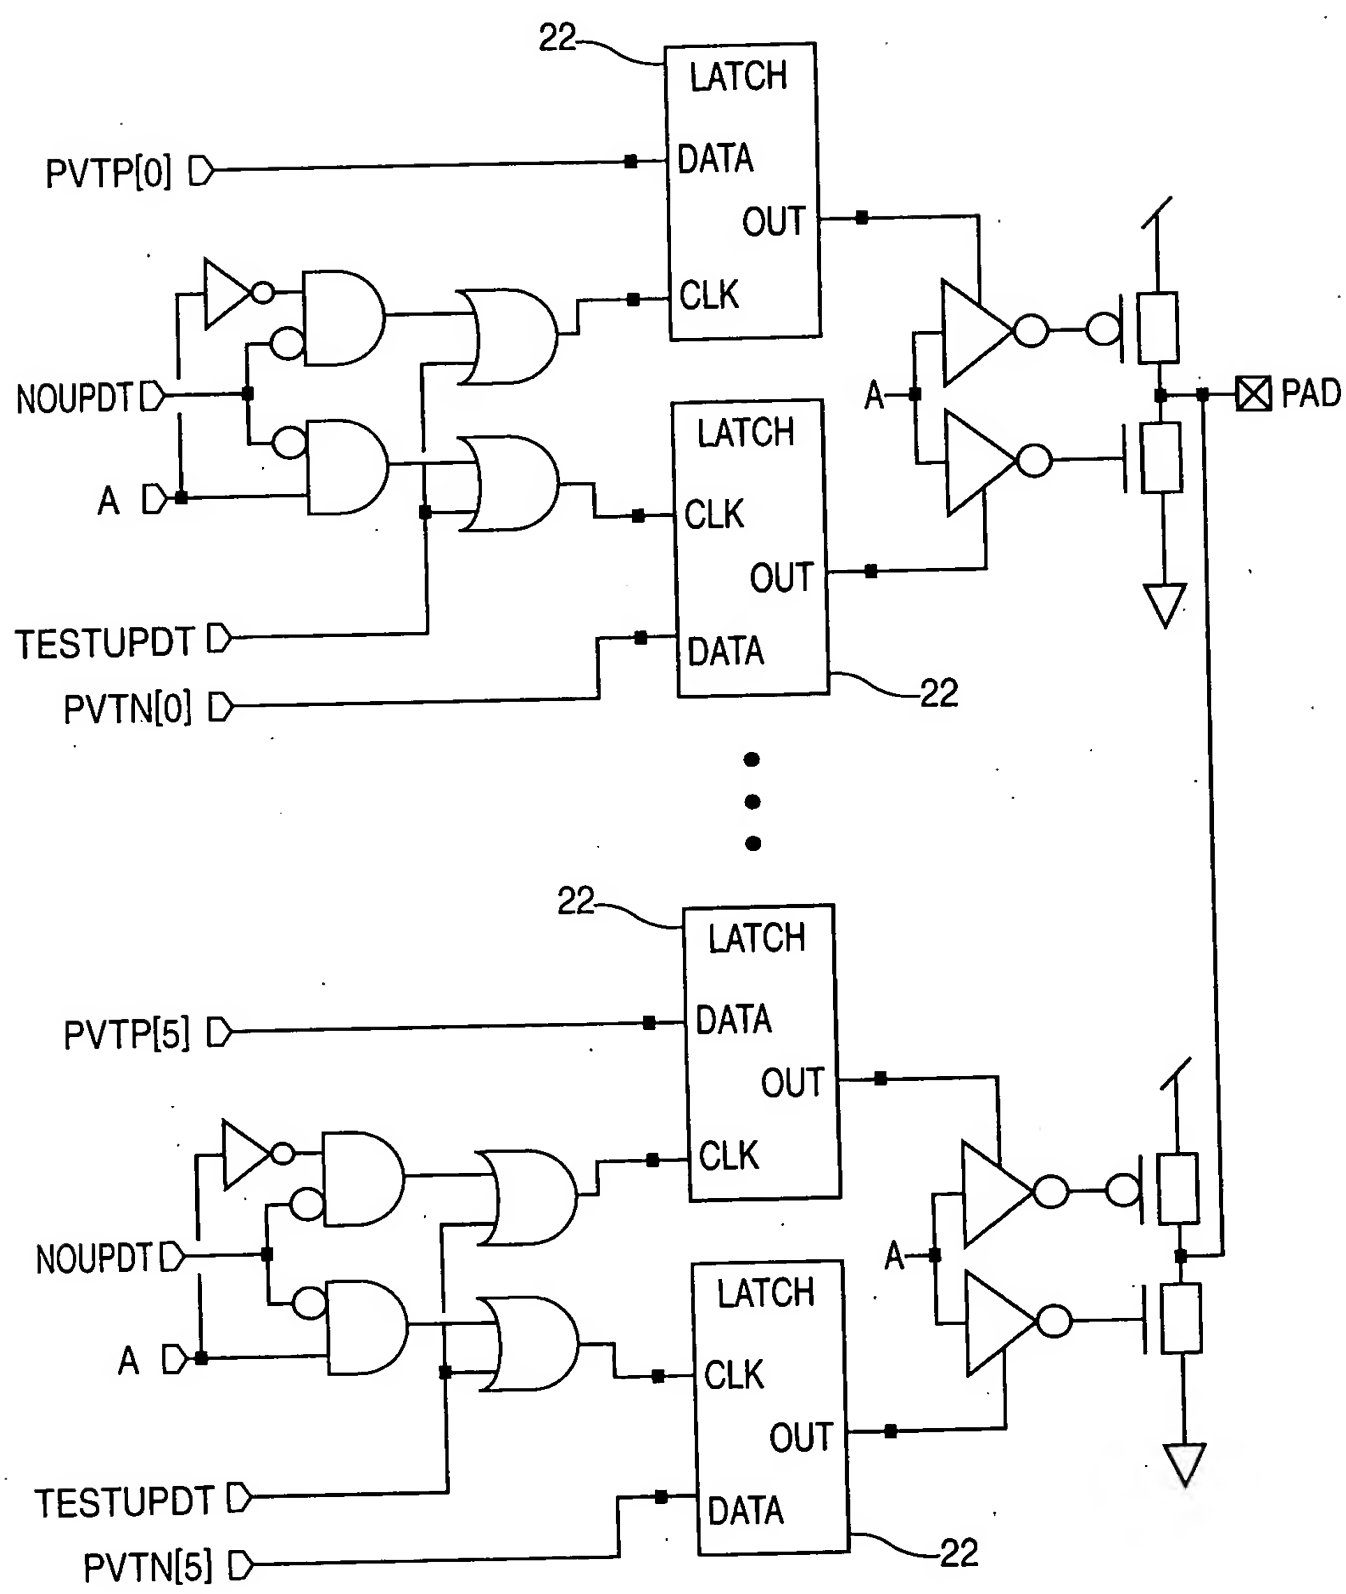 22
LATCH
PVTP[0]
DATA
OUT
CLK
NOUPDT
A
PAD
LATCH
A
CLK
OUT
TESTUPDT
DATA
PVTN[0]
22
22
LATCH
PVTP[5]
DATA
OUT
CLK
NOUPDT
A
LATCH
A
CLK
OUT
TESTUPDT
DATA
PVTN[5]
22